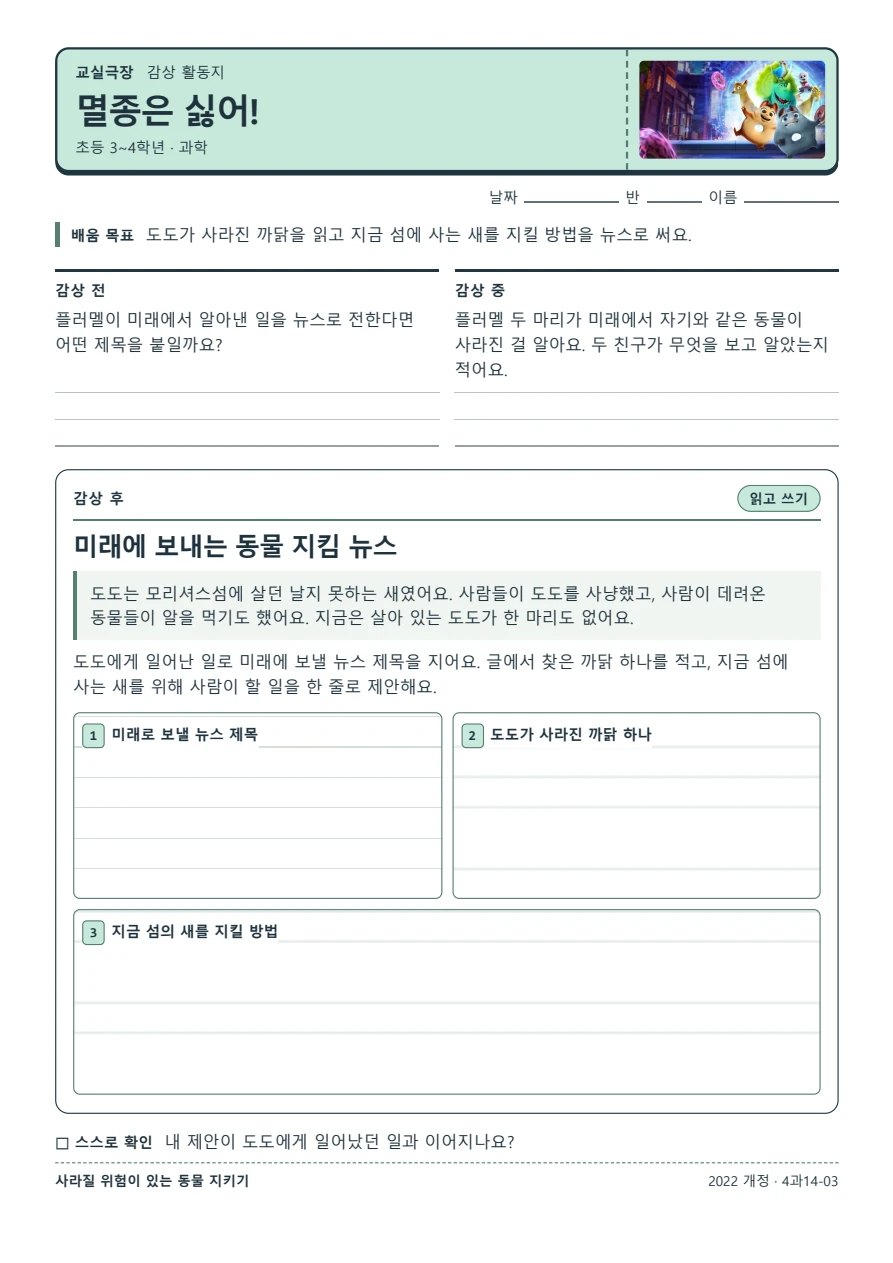 교실극장 감상 활동지
멸종은 싫어!
초등 3~4학년 · 과학
날짜 반 이름
배움 목표 도도가 사라진 까닭을 읽고 지금 섬에 사는 새를 지킬 방법을 뉴스로 써요.
감상 전
플러멜이 미래에서 알아낸 일을 뉴스로 전한다면
어떤 제목을 붙일까요?
감상 중
플러멜 두 마리가 미래에서 자기와 같은 동물이
사라진 걸 알아요. 두 친구가 무엇을 보고 알았는지
적어요.
감상 후
읽고 쓰기
미래에 보내는 동물 지킴 뉴스
도도는 모리셔스섬에 살던 날지 못하는 새였어요. 사람들이 도도를 사냥했고, 사람이 데려온
동물들이 알을 먹기도 했어요. 지금은 살아 있는 도도가 한 마리도 없어요.
도도에게 일어난 일로 미래에 보낼 뉴스 제목을 지어요. 글에서 찾은 까닭 하나를 적고, 지금 섬에
사는 새를 위해 사람이 할 일을 한 줄로 제안해요.
1 미래로 보낼 뉴스 제목
2 도도가 사라진 까닭 하나
3 지금 섬의 새를 지킬 방법
□ 스스로 확인 내 제안이 도도에게 일어났던 일과 이어지나요?
사라질 위험이 있는 동물 지키기
2022 개정 · 4과14-03